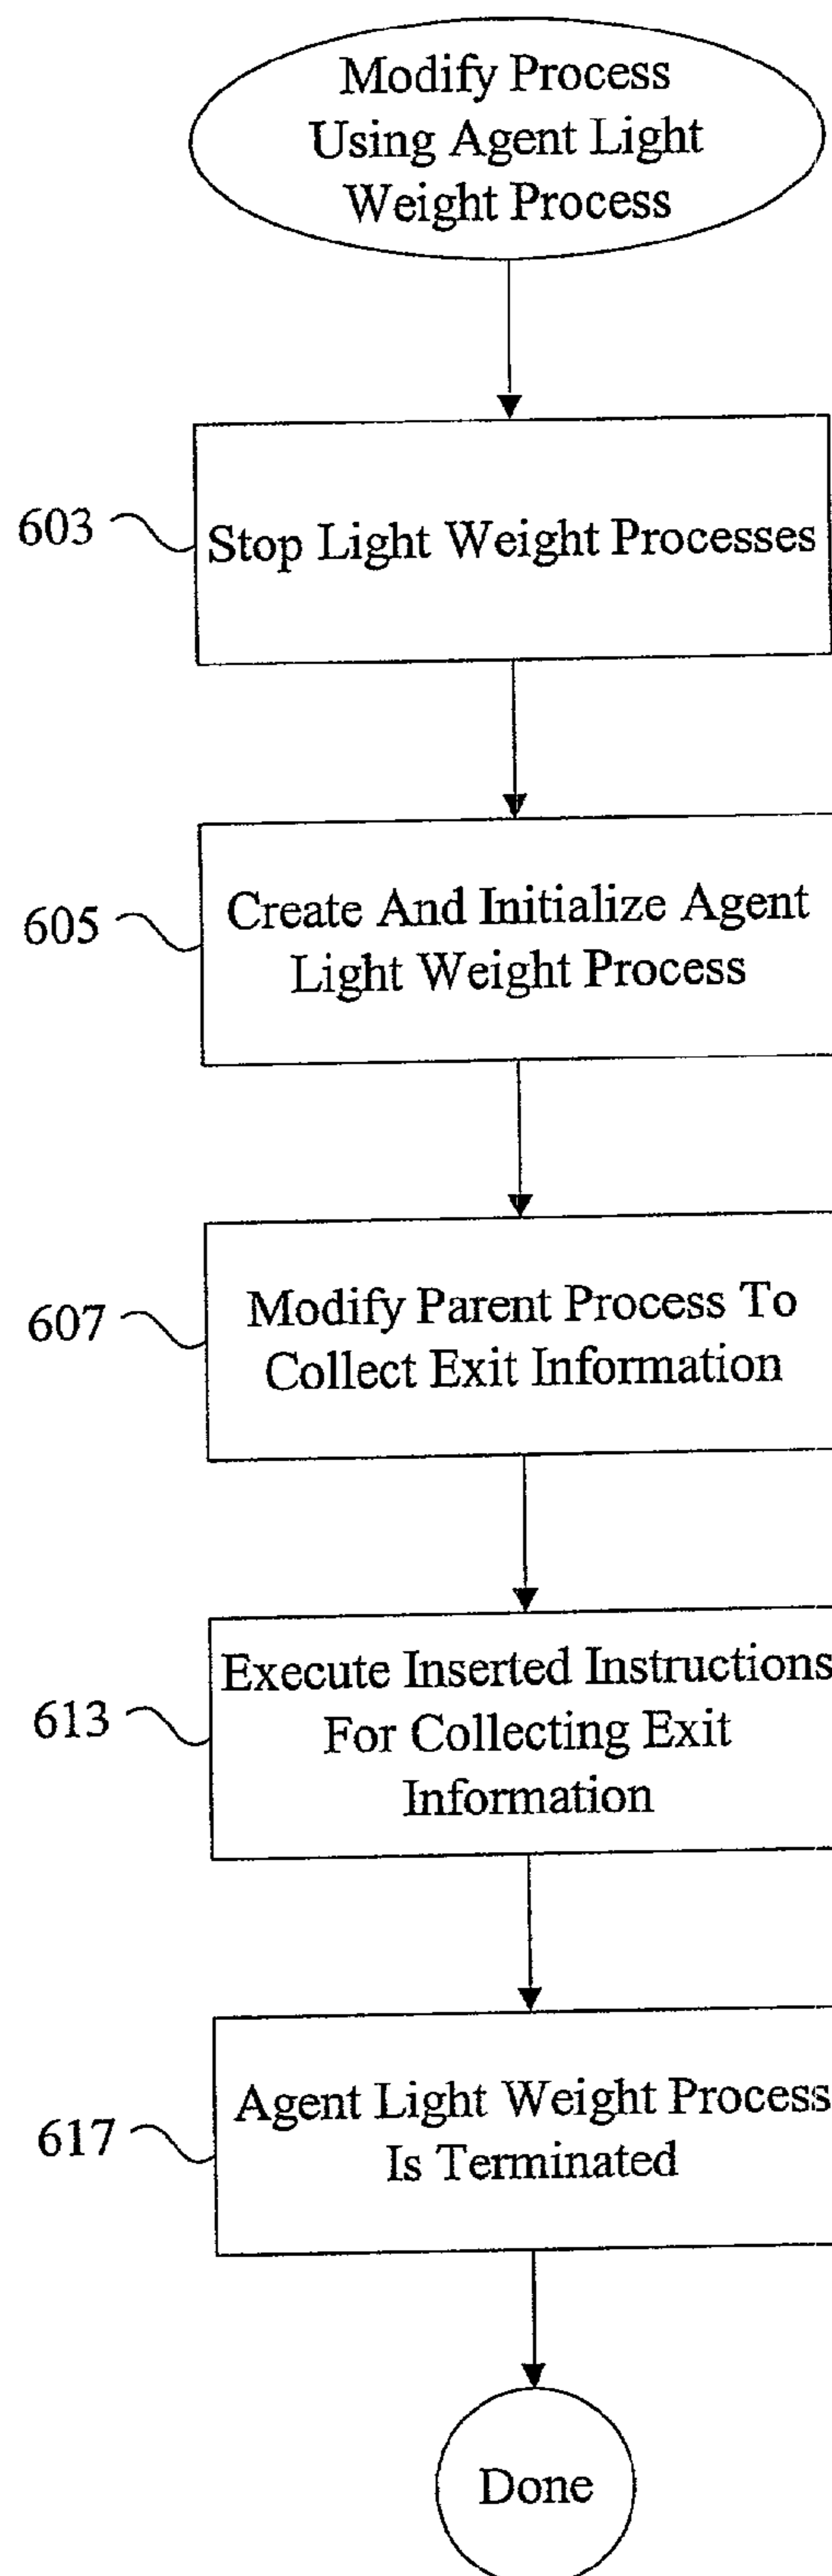 Modify Process
Using Agent Light
Weight Process
603
Stop Light Weight Processes
605
Create And Initialize Agent
Light Weight Process
607
Modify Parent Process To
Collect Exit Information
613
Execute Inserted Instructions
For Collecting Exit
Information
617
Agent Light Weight Process
Is Terminated
Done